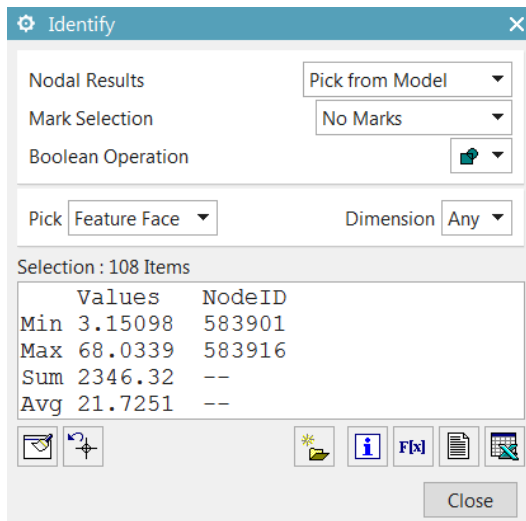 Identify
Nodal Results Pick from Model
Mark Selection No Marks
Boolean Operation
Pick Feature Face Dimension Any
Selection : 108 Items
Values NodeID
Min 3.15098 583901
Max 68.0339 583916
Sum 2346.32 --
Avg 21.7251 --
i F[x]
Close